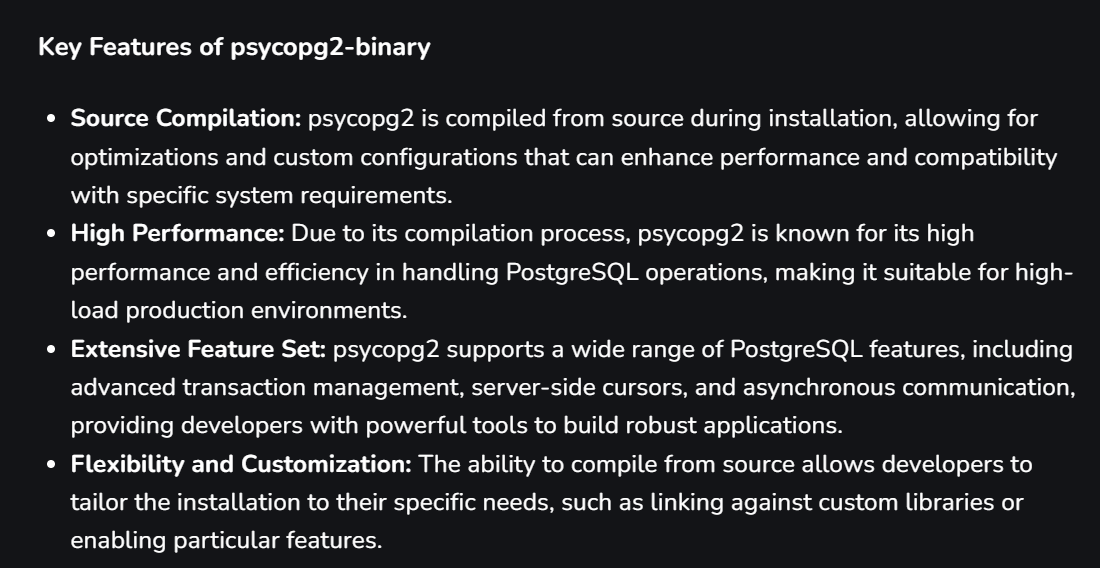 Key Features of psycopg2-binary
• Source Compilation: psycopg2 is compiled from source during installation, allowing for
optimizations and custom configurations that can enhance performance and compatibility
with specific system requirements.
• High Performance: Due to its compilation process, psycopg2 is known for its high
performance and efficiency in handling PostgreSQL operations, making it suitable for high-
load production environments.
• Extensive Feature Set: psycopg2 supports a wide range of PostgreSQL features, including
advanced transaction management, server-side cursors, and asynchronous communication,
providing developers with powerful tools to build robust applications.
• Flexibility and Customization: The ability to compile from source allows developers to
tailor the installation to their specific needs, such as linking against custom libraries or
enabling particular features.